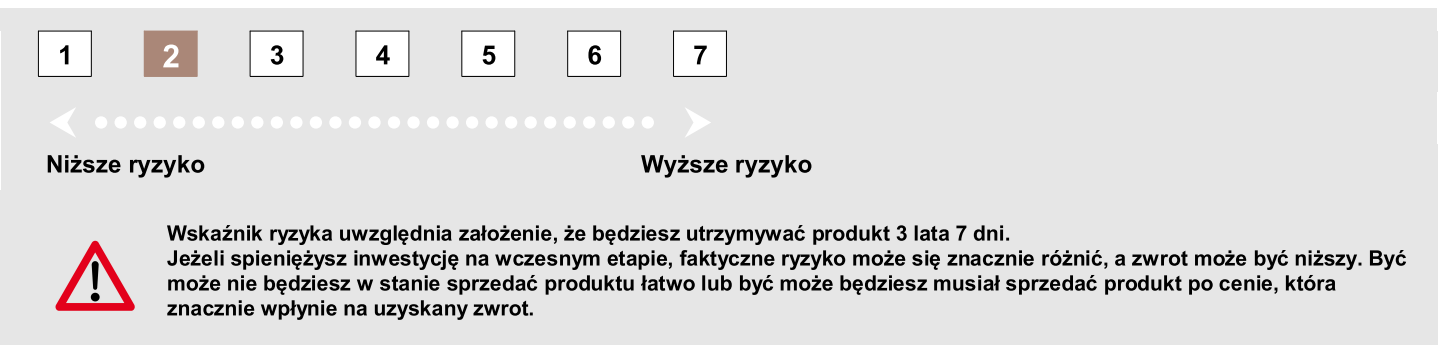 1 2 3 4 5 6 7
Niższe ryzyko Wyższe ryzyko
Wskaźnik ryzyka uwzględnia założenie, że będziesz utrzymywać produkt 3 lata 7 dni.
Jeżeli spieniężysz inwestycję na wczesnym etapie, faktyczne ryzyko może się znacznie różnić, a zwrot może być niższy. Być
może nie będziesz w stanie sprzedać produktu łatwo lub być może będziesz musiał sprzedać produkt po cenie, która
znacznie wpłynie na uzyskany zwrot.